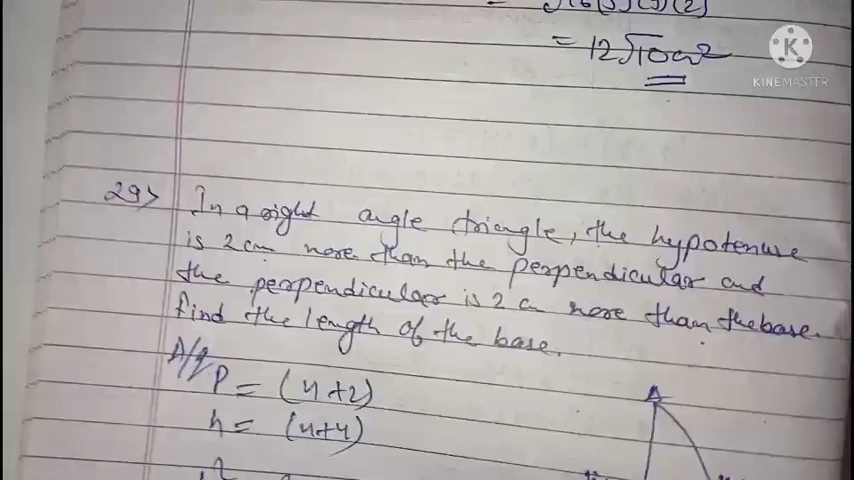 = 12√10 cm²
K
KINEMASTER
29> In a right angle triangle, the hypotenuse
is 2 cm more than the perpendicular and
the perpendicular is 2 cm more than the base.
find the length of the base.
A/q
P = (x+2)
h = (x+4)
A